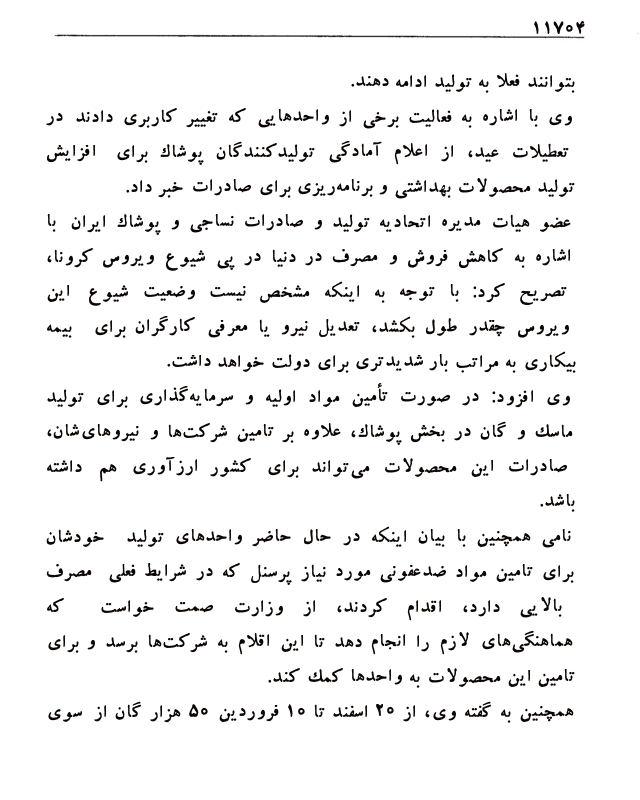 ۱۱۷۰۴
بتوانند فعلا به تولید ادامه دهند.
وی با اشاره به فعالیت برخی از واحدهایی که تغییر کاربری دادند در
تعطیلات عید، از اعلام آمادگی تولیدکنندگان پوشاک برای افزایش
تولید محصولات بهداشتی و برنامه‌ریزی برای صادرات خبر داد.
عضو هیات مدیره اتحادیه تولید و صادرات نساجی و پوشاک ایران با
اشاره به کاهش فروش و مصرف در دنیا در پی شیوع ویروس کرونا،
تصریح کرد: با توجه به اینکه مشخص نیست وضعیت شیوع این
ویروس چقدر طول بکشد، تعدیل نیرو یا معرفی کارگران برای بیمه
بیکاری به مراتب بار شدیدتری برای دولت خواهد داشت.
وی افزود: در صورت تأمین مواد اولیه و سرمایه‌گذاری برای تولید
ماسک و گان در بخش پوشاک، علاوه بر تامین شرکت‌ها و نیروهای‌شان،
صادرات این محصولات می‌تواند برای کشور ارزآوری هم داشته
باشد.
نامی همچنین با بیان اینکه در حال حاضر واحدهای تولید خودشان
برای تامین مواد ضدعفونی مورد نیاز پرسنل که در شرایط فعلی مصرف
بالایی دارد، اقدام کردند، از وزارت صمت خواست که
هماهنگی‌های لازم را انجام دهد تا این اقلام به شرکت‌ها برسد و برای
تامین این محصولات به واحدها کمک کند.
همچنین به گفته وی، از ۲۰ اسفند تا ۱۰ فروردین ۵۰ هزار گان از سوی